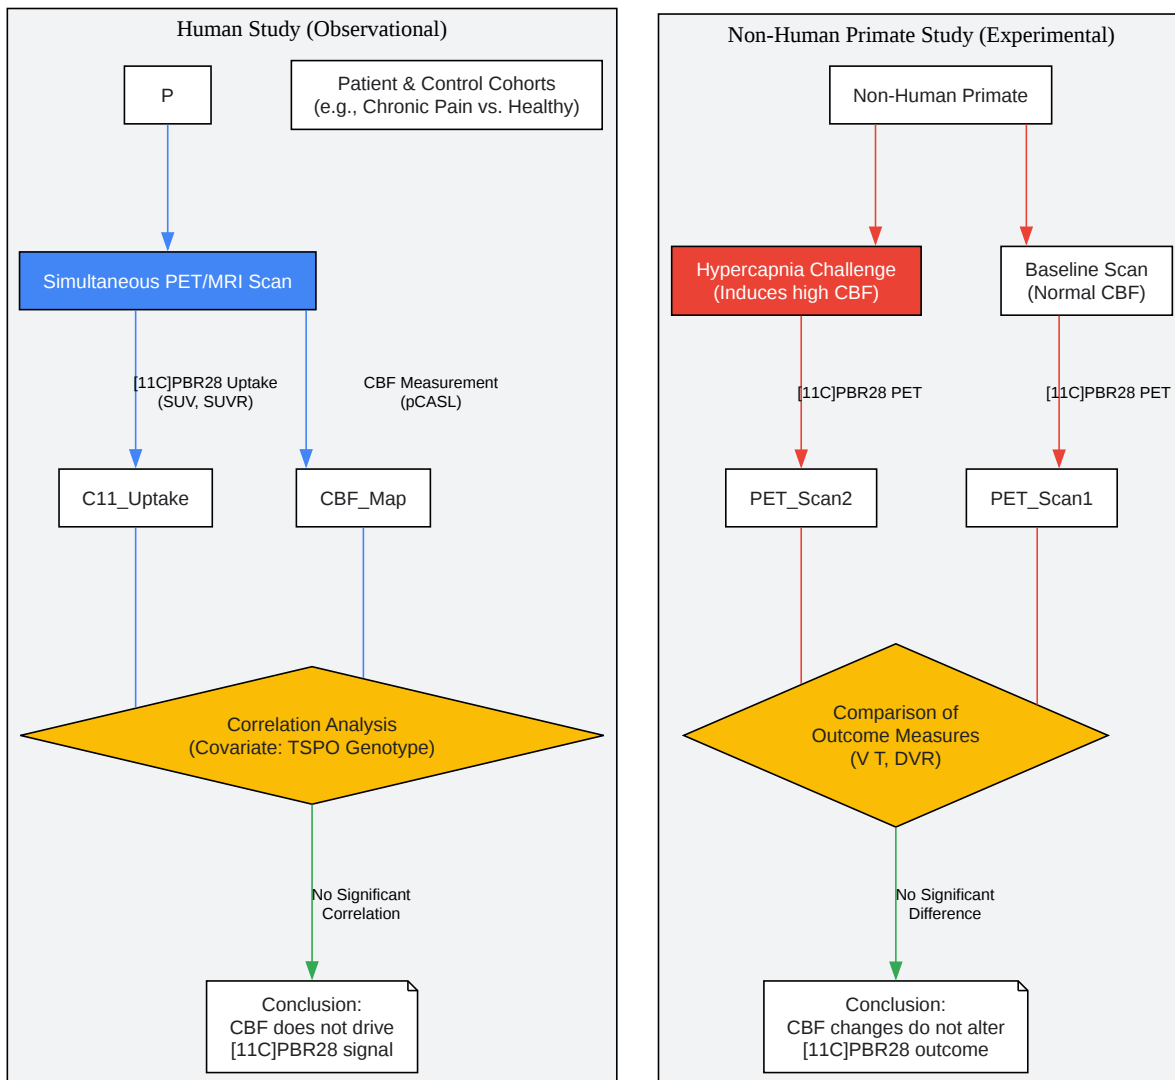 Human Study (Observational)
P
Patient & Control Cohorts
(e.g., Chronic Pain vs. Healthy)
Simultaneous PET/MRI Scan
[11C]PBR28 Uptake
(SUV, SUVR)
CBF Measurement
(pCASL)
C11_Uptake
CBF_Map
Correlation Analysis
(Covariate: TSPO Genotype)
No Significant
Correlation
Conclusion:
CBF does not drive
[11C]PBR28 signal
Non-Human Primate Study (Experimental)
Non-Human Primate
Hypercapnia Challenge
(Induces high CBF)
Baseline Scan
(Normal CBF)
[11C]PBR28 PET
[11C]PBR28 PET
PET_Scan2
PET_Scan1
Comparison of
Outcome Measures
(V T, DVR)
No Significant
Difference
Conclusion:
CBF changes do not alter
[11C]PBR28 outcome